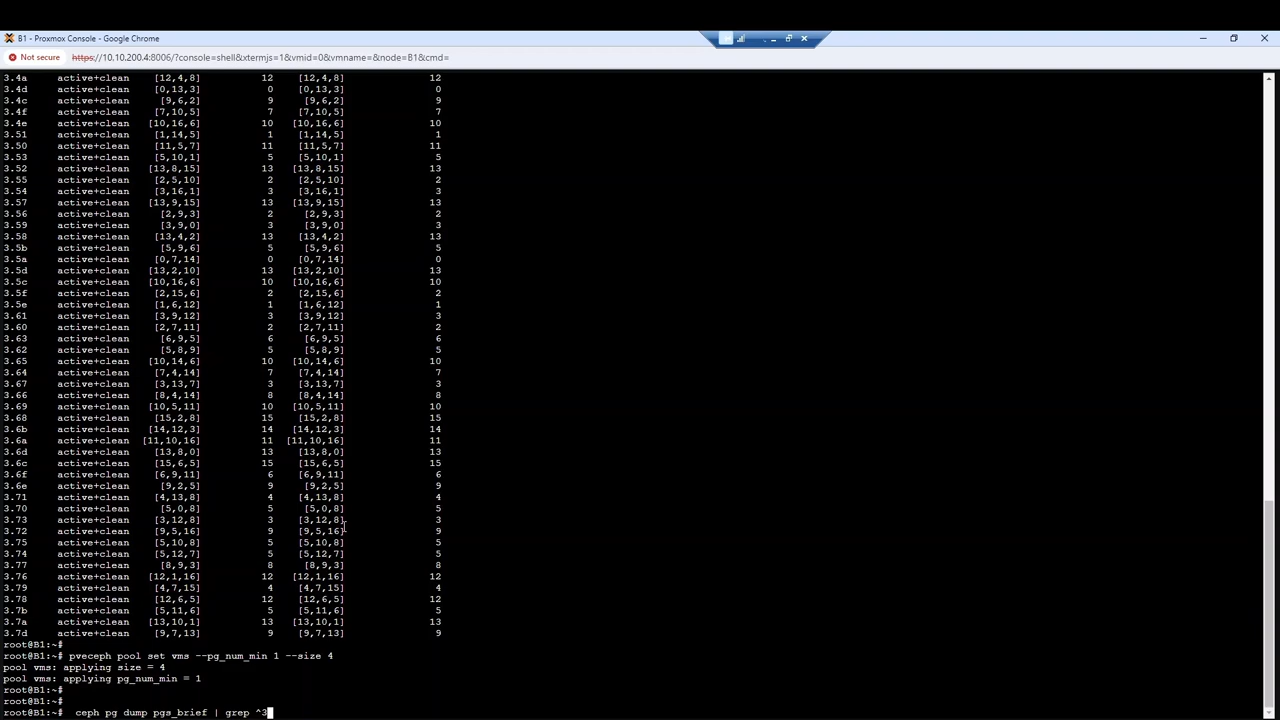 B1 - Proxmox Console - Google Chrome
Not secure https://10.10.200.4:8006/?console=shell&xtermjs=1&vmid=0&vmname=&node=B1&cmd=
3.4a active+clean [12,4,8] 12 [12,4,8] 12
3.4d active+clean [0,13,3] 0 [0,13,3] 0
3.4c active+clean [9,6,2] 9 [9,6,2] 9
3.4f active+clean [7,10,5] 7 [7,10,5] 7
3.4e active+clean [10,16,6] 10 [10,16,6] 10
3.51 active+clean [1,14,5] 1 [1,14,5] 1
3.50 active+clean [11,5,7] 11 [11,5,7] 11
3.53 active+clean [5,10,1] 5 [5,10,1] 5
3.52 active+clean [13,8,15] 13 [13,8,15] 13
3.55 active+clean [2,5,10] 2 [2,5,10] 2
3.54 active+clean [3,16,1] 3 [3,16,1] 3
3.57 active+clean [13,9,15] 13 [13,9,15] 13
3.56 active+clean [2,9,3] 2 [2,9,3] 2
3.59 active+clean [3,9,0] 3 [3,9,0] 3
3.58 active+clean [13,4,2] 13 [13,4,2] 13
3.5b active+clean [5,9,6] 5 [5,9,6] 5
3.5a active+clean [0,7,14] 0 [0,7,14] 0
3.5d active+clean [13,2,10] 13 [13,2,10] 13
3.5c active+clean [10,16,6] 10 [10,16,6] 10
3.5f active+clean [2,15,6] 2 [2,15,6] 2
3.5e active+clean [1,6,12] 1 [1,6,12] 1
3.61 active+clean [3,9,12] 3 [3,9,12] 3
3.60 active+clean [2,7,11] 2 [2,7,11] 2
3.63 active+clean [6,9,5] 6 [6,9,5] 6
3.62 active+clean [5,8,9] 5 [5,8,9] 5
3.65 active+clean [10,14,6] 10 [10,14,6] 10
3.64 active+clean [7,4,14] 7 [7,4,14] 7
3.67 active+clean [3,13,7] 3 [3,13,7] 3
3.66 active+clean [8,4,14] 8 [8,4,14] 8
3.69 active+clean [10,5,11] 10 [10,5,11] 10
3.68 active+clean [15,2,8] 15 [15,2,8] 15
3.6b active+clean [14,12,3] 14 [14,12,3] 14
3.6a active+clean [11,10,16] 11 [11,10,16] 11
3.6d active+clean [13,8,0] 13 [13,8,0] 13
3.6c active+clean [15,6,5] 15 [15,6,5] 15
3.6f active+clean [6,9,11] 6 [6,9,11] 6
3.6e active+clean [9,2,5] 9 [9,2,5] 9
3.71 active+clean [4,13,8] 4 [4,13,8] 4
3.70 active+clean [5,0,8] 5 [5,0,8] 5
3.73 active+clean [3,12,8] 3 [3,12,8] 3
3.72 active+clean [9,5,16] 9 [9,5,16] 9
3.75 active+clean [5,10,8] 5 [5,10,8] 5
3.74 active+clean [5,12,7] 5 [5,12,7] 5
3.77 active+clean [8,9,3] 8 [8,9,3] 8
3.76 active+clean [12,1,16] 12 [12,1,16] 12
3.79 active+clean [4,7,15] 4 [4,7,15] 4
3.78 active+clean [12,6,5] 12 [12,6,5] 12
3.7b active+clean [5,11,6] 5 [5,11,6] 5
3.7a active+clean [13,10,1] 13 [13,10,1] 13
3.7d active+clean [9,7,13] 9 [9,7,13] 9
root@B1:~#
root@B1:~# pveceph pool set vms --pg_num_min 1 --size 4
pool vms: applying size = 4
pool vms: applying pg_num_min = 1
root@B1:~#
root@B1:~#
root@B1:~# ceph pg dump pgs_brief | grep ^3